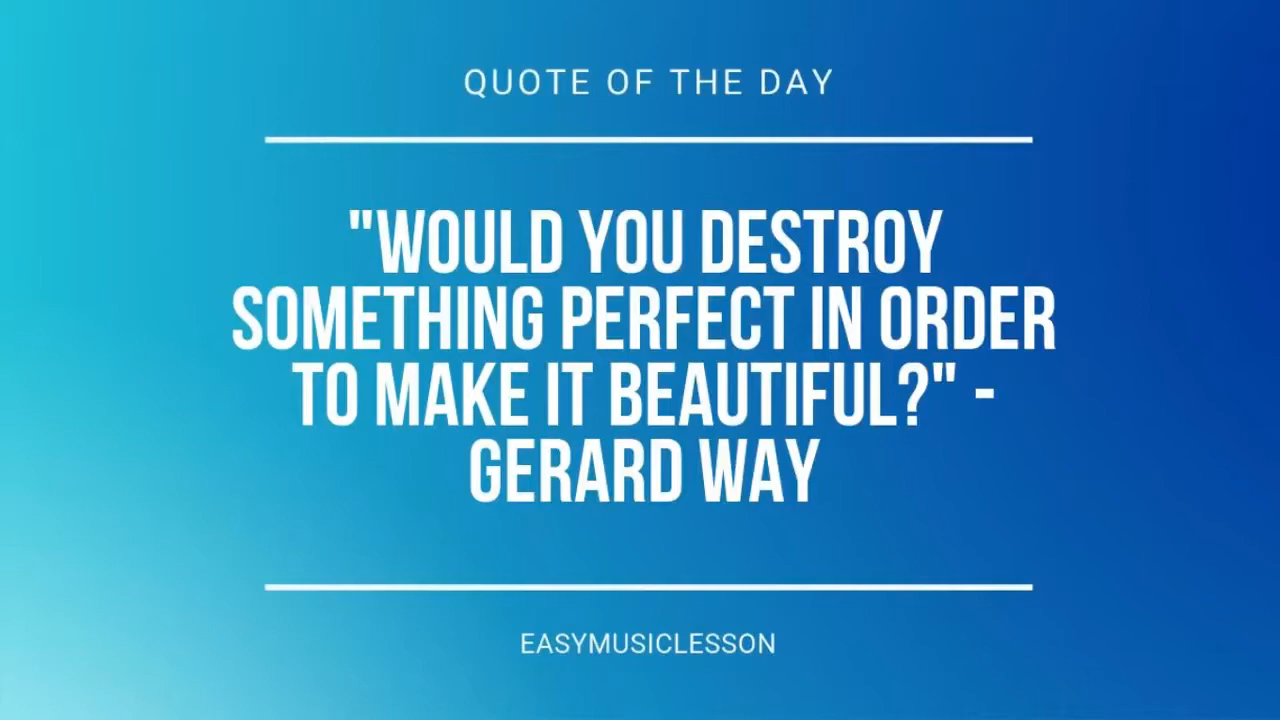 QUOTE OF THE DAY
"WOULD YOU DESTROY
SOMETHING PERFECT IN ORDER
TO MAKE IT BEAUTIFUL?" -
GERARD WAY
EASYMUSICLESSON